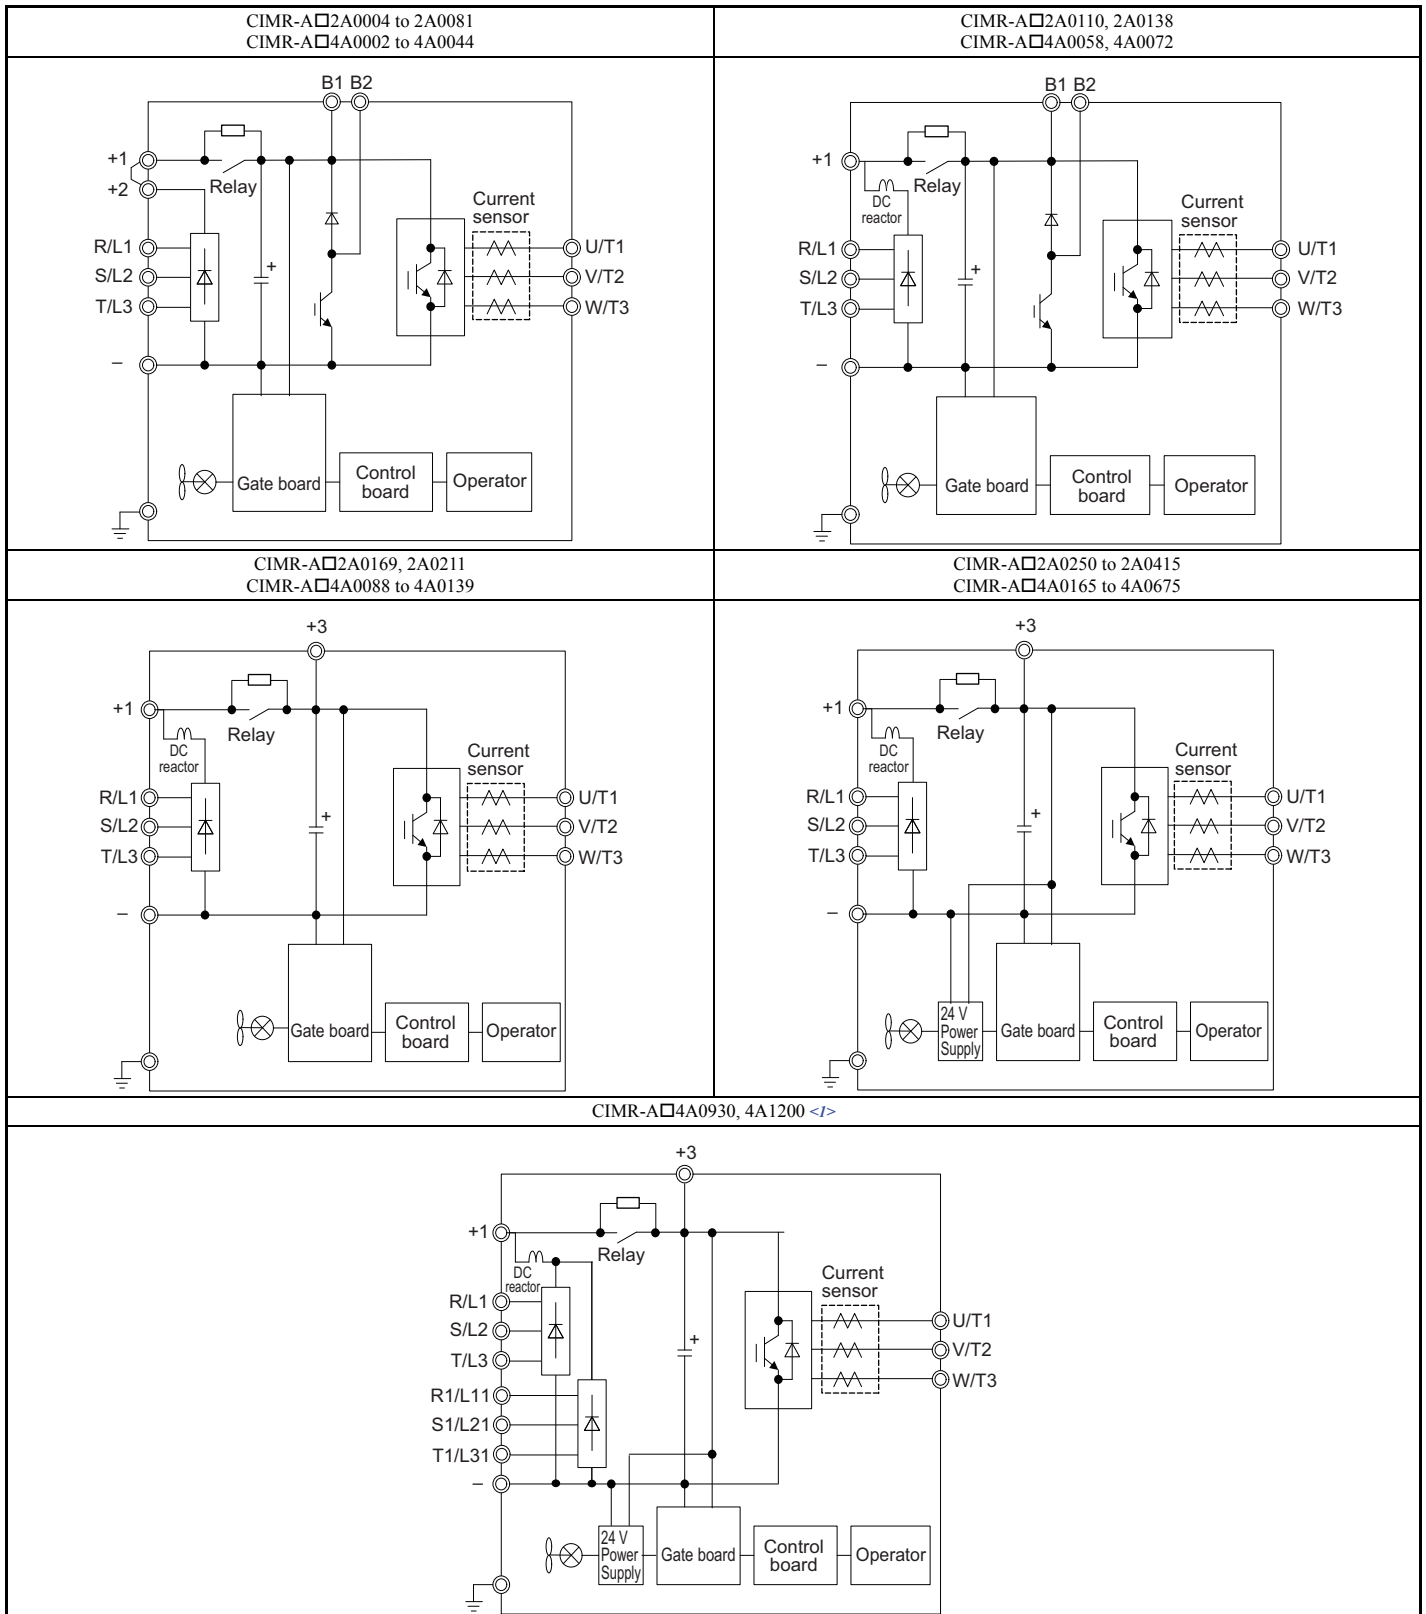 CIMR-A□2A0004 to 2A0081
CIMR-A□4A0002 to 4A0044
CIMR-A□2A0110, 2A0138
CIMR-A□4A0058, 4A0072
B1 B2
+1
+2
Relay
Current
sensor
R/L1
S/L2
T/L3
+
U/T1
V/T2
W/T3
–
Gate board
Control
board
Operator
B1 B2
+1
Relay
DC
reactor
Current
sensor
R/L1
S/L2
T/L3
+
U/T1
V/T2
W/T3
–
Gate board
Control
board
Operator
CIMR-A□2A0169, 2A0211
CIMR-A□4A0088 to 4A0139
CIMR-A□2A0250 to 2A0415
CIMR-A□4A0165 to 4A0675
+3
+1
Relay
DC
reactor
Current
sensor
R/L1
S/L2
T/L3
+
U/T1
V/T2
W/T3
–
Gate board
Control
board
Operator
+3
+1
Relay
DC
reactor
Current
sensor
R/L1
S/L2
T/L3
+
U/T1
V/T2
W/T3
–
24 V
Power
Supply
Gate board
Control
board
Operator
CIMR-A□4A0930, 4A1200 <1>
+3
+1
Relay
DC
reactor
Current
sensor
R/L1
S/L2
T/L3
R1/L11
S1/L21
T1/L31
+
U/T1
V/T2
W/T3
–
24 V
Power
Supply
Gate board
Control
board
Operator